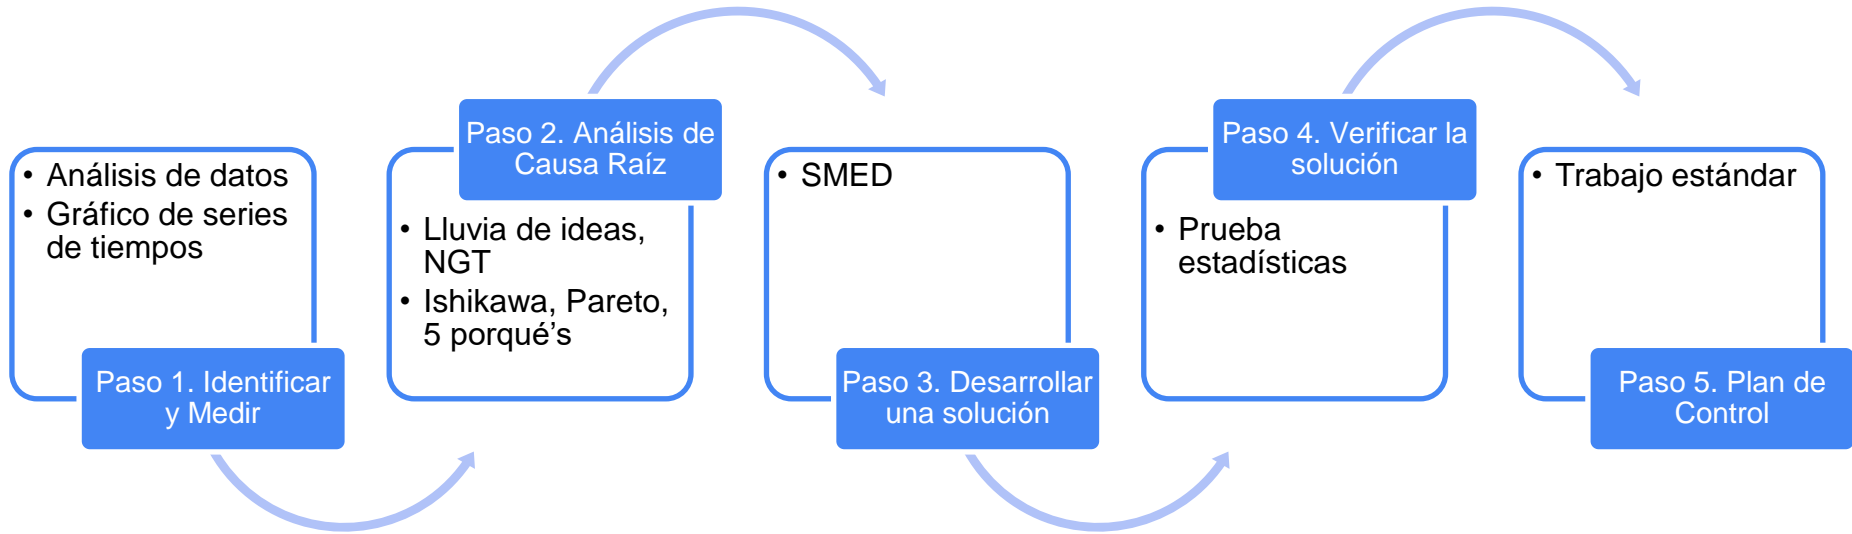 • Análisis de datos
• Gráfico de series
de tiempos
Paso 1. Identificar
y Medir
Paso 2. Análisis de
Causa Raíz
• Lluvia de ideas,
NGT
• Ishikawa, Pareto,
5 porqué’s
• SMED
Paso 3. Desarrollar
una solución
Paso 4. Verificar la
solución
• Prueba
estadísticas
• Trabajo estándar
Paso 5. Plan de
Control